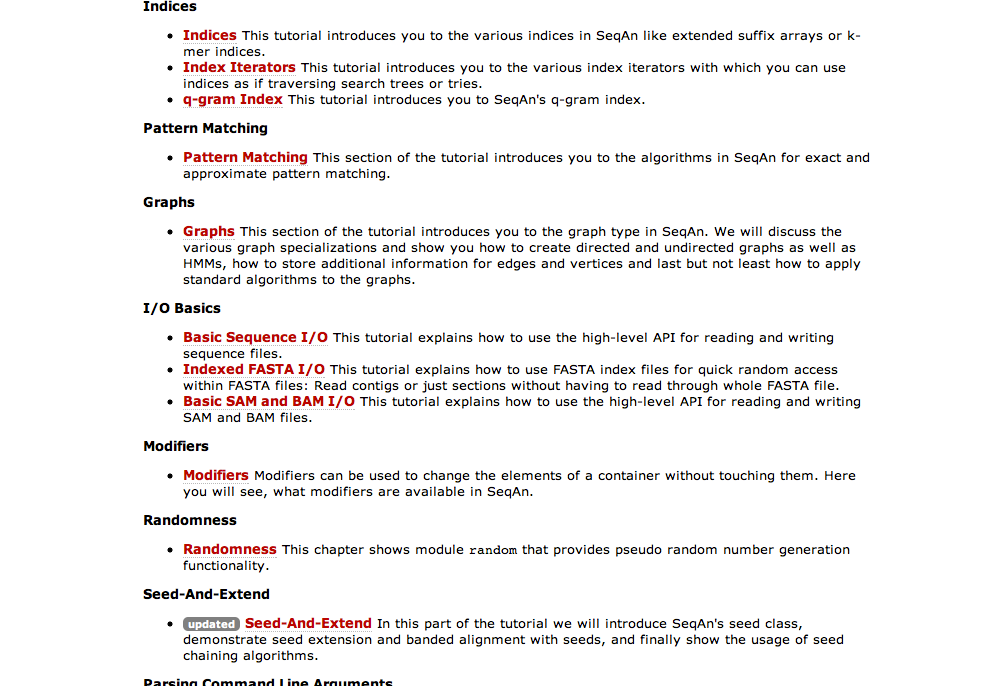 Indices
Indices This tutorial introduces you to the various indices in SeqAn like extended suffix arrays or k-
mer indices.
Index Iterators This tutorial introduces you to the various index iterators with which you can use
indices as if traversing search trees or tries.
q-gram Index This tutorial introduces you to SeqAn's q-gram index.
Pattern Matching
Pattern Matching This section of the tutorial introduces you to the algorithms in SeqAn for exact and
approximate pattern matching.
Graphs
Graphs This section of the tutorial introduces you to the graph type in SeqAn. We will discuss the
various graph specializations and show you how to create directed and undirected graphs as well as
HMMs, how to store additional information for edges and vertices and last but not least how to apply
standard algorithms to the graphs.
I/O Basics
Basic Sequence I/O This tutorial explains how to use the high-level API for reading and writing
sequence files.
Indexed FASTA I/O This tutorial explains how to use FASTA index files for quick random access
within FASTA files: Read contigs or just sections without having to read through whole FASTA file.
Basic SAM and BAM I/O This tutorial explains how to use the high-level API for reading and writing
SAM and BAM files.
Modifiers
Modifiers Modifiers can be used to change the elements of a container without touching them. Here
you will see, what modifiers are available in SeqAn.
Randomness
Randomness This chapter shows module random that provides pseudo random number generation
functionality.
Seed-And-Extend
updated Seed-And-Extend In this part of the tutorial we will introduce SeqAn's seed class,
demonstrate seed extension and banded alignment with seeds, and finally show the usage of seed
chaining algorithms.
Parsing Command Line Arguments